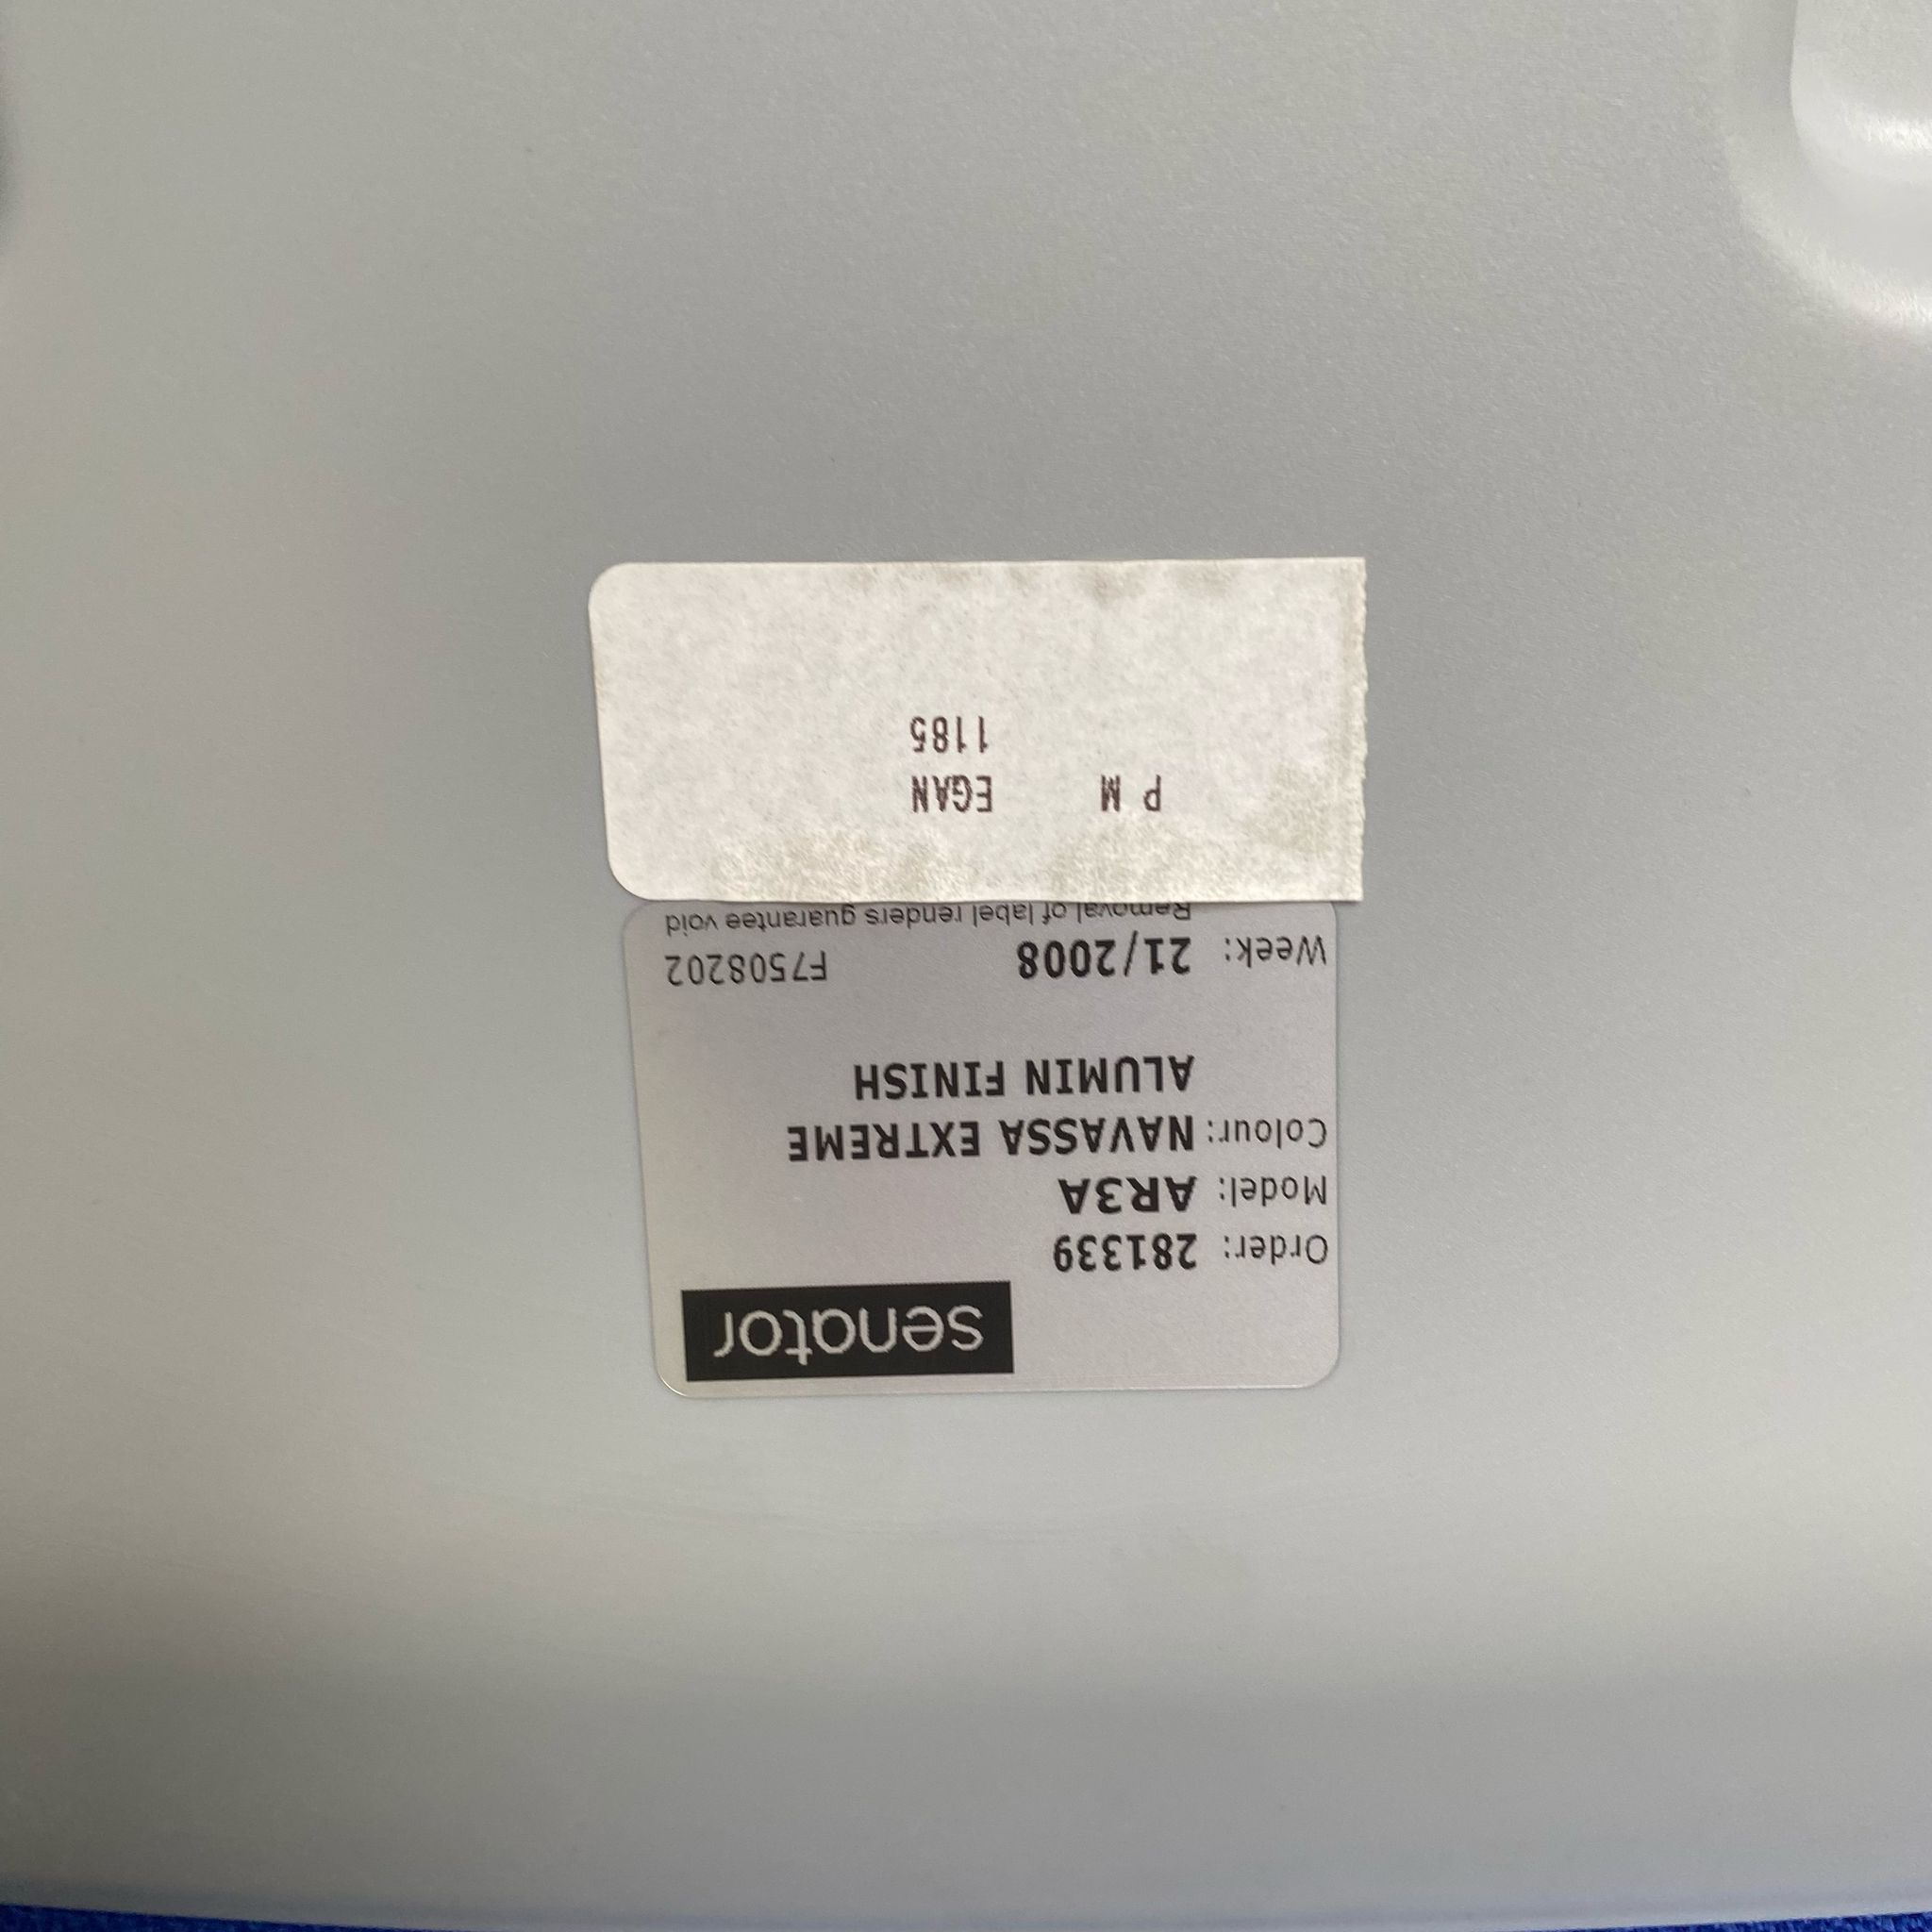 senator
Order: 281339
Model: AR3A
Colour: NAVASSA EXTREME
ALUMIN FINISH
Week: 21/2008 F7508202
Removal of label renders guarantee void
P M EGAN
1185